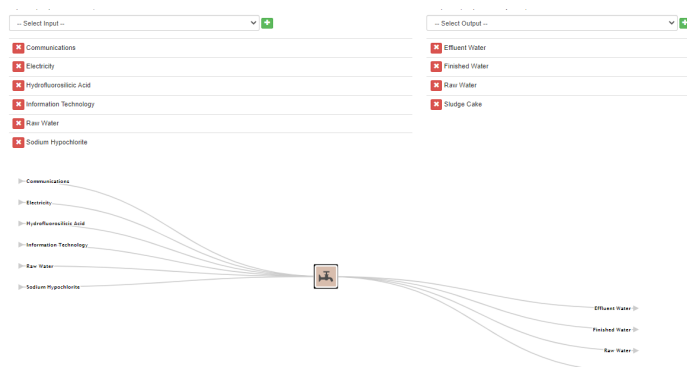 -- Select Input --
-- Select Output --
Communications
Electricity
Hydrofluorosilicic Acid
Information Technology
Raw Water
Sodium Hypochlorite
Effluent Water
Finished Water
Raw Water
Sludge Cake
Communications
Electricity
Hydrofluorosilicic Acid
Information Technology
Raw Water
Sodium Hypochlorite
Effluent Water
Finished Water
Raw Water